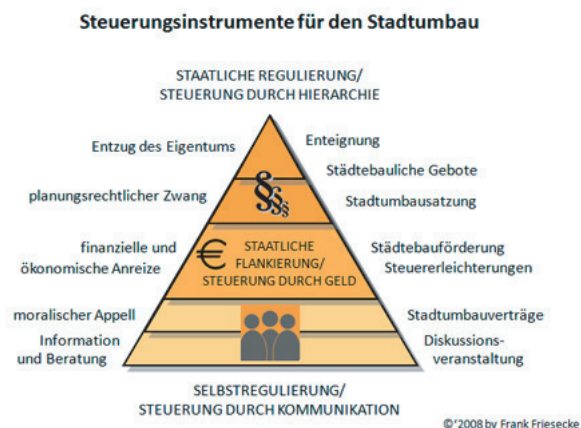 Steuerungsinstrumente für den Stadtumbau
STAATLICHE REGULIERUNG/
STEUERUNG DURCH HIERARCHIE
Entzug des Eigentums
Enteignung
Städtebauliche Gebote
planungsrechtlicher Zwang
§§§
Stadtumbausatzung
finanzielle und
ökonomische Anreize
€
STAATLICHE
FLANKIERUNG/
STEUERUNG DURCH GELD
Städtebauförderung
Steuererleichterungen
moralischer Appell
Stadtumbauverträge
Information
und Beratung
Diskussions-
veranstaltung
SELBSTREGULIERUNG/
STEUERUNG DURCH KOMMUNIKATION
©'2008 by Frank Friesecke